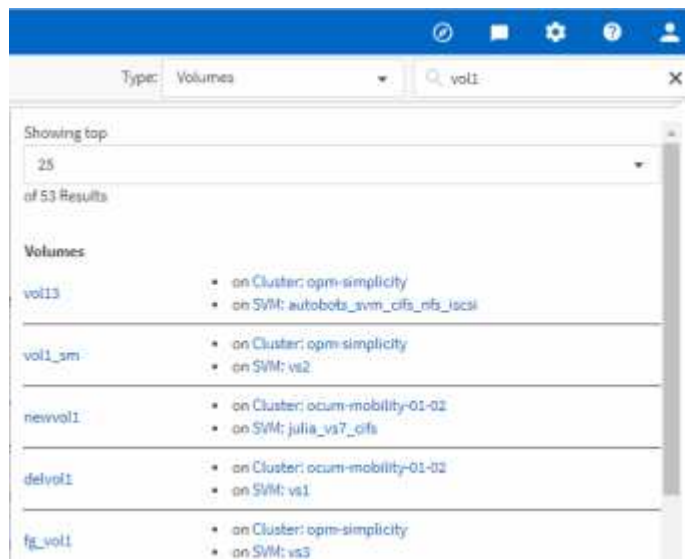 Type: Volumes vol1
Showing top
25
of 53 Results
Volumes
vol13
on Cluster: opm-simplicity
on SVM: autobots_svm_cifs_nfs_iscsi
vol1_sm
on Cluster: opm-simplicity
on SVM: vs2
newvol1
on Cluster: ocum-mobility-01-02
on SVM: julia_vs7_cifs
delvol1
on Cluster: ocum-mobility-01-02
on SVM: vs1
fg_vol1
on Cluster: opm-simplicity
on SVM: vs3